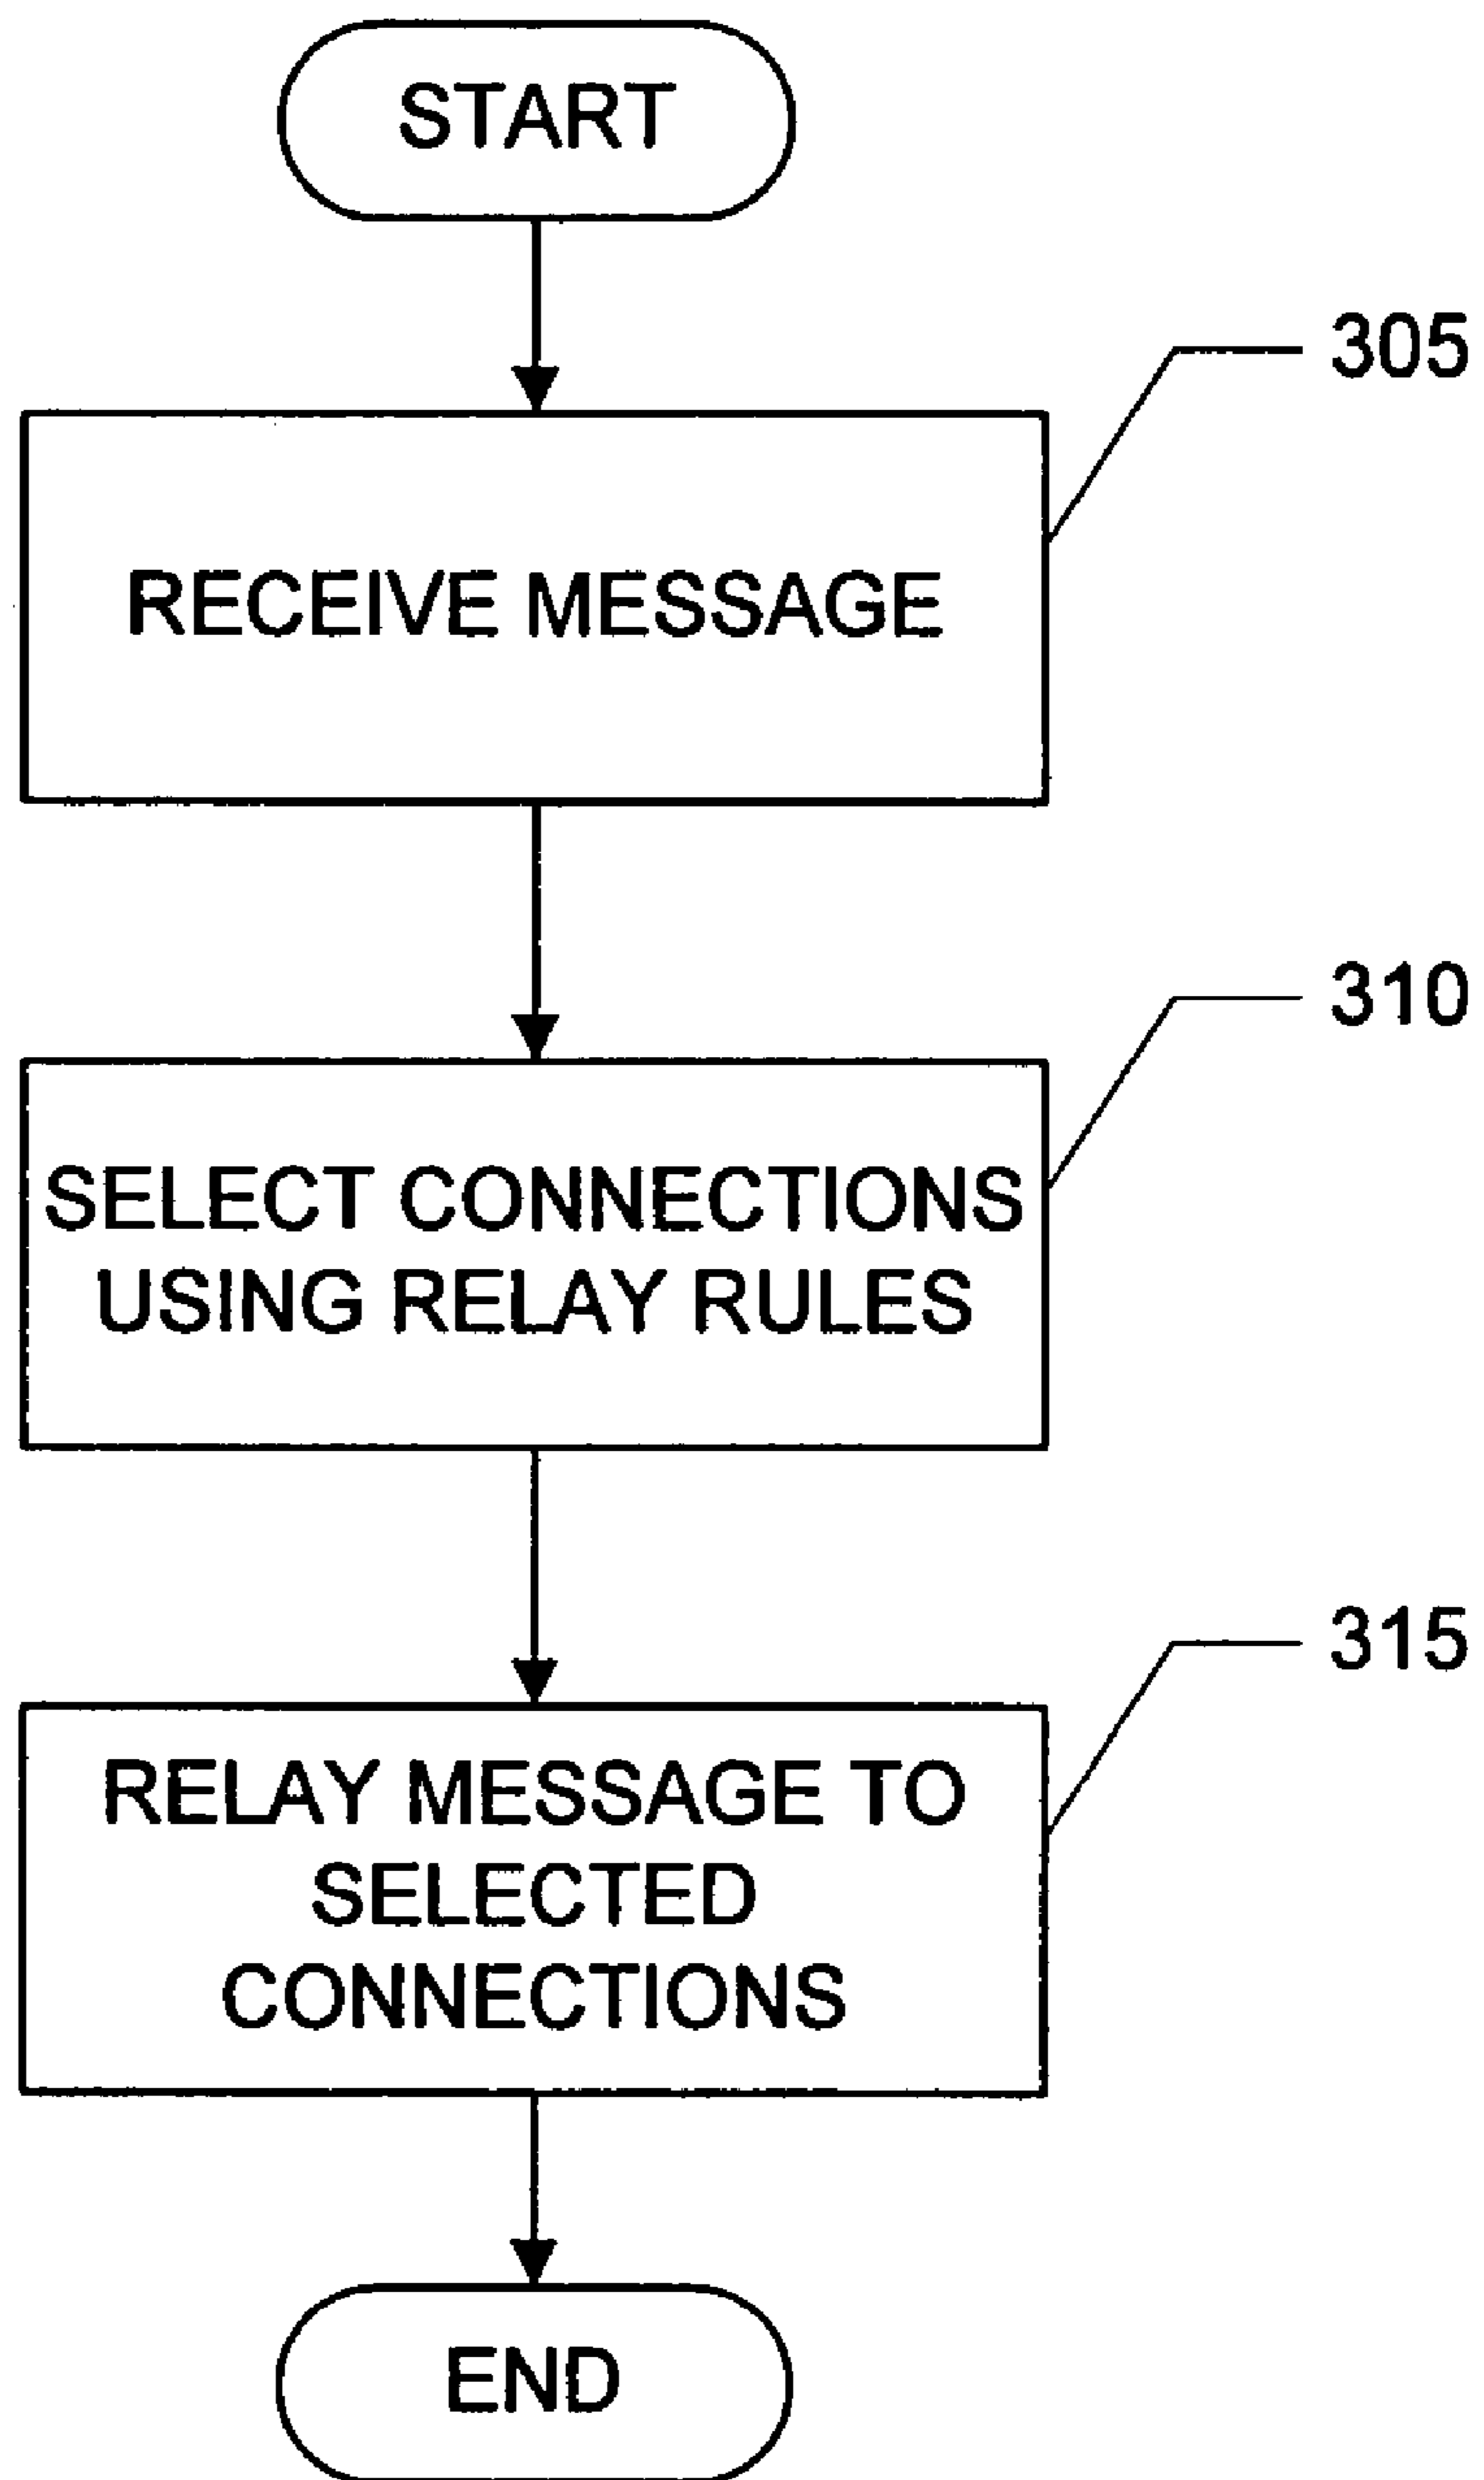 START
305
RECEIVE MESSAGE
310
SELECT CONNECTIONS
USING RELAY RULES
315
RELAY MESSAGE TO
SELECTED
CONNECTIONS
END